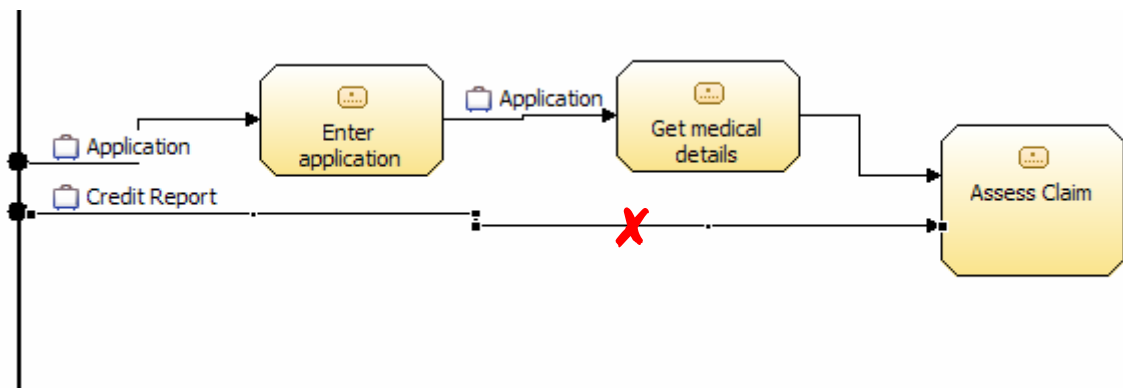 Application
Credit Report
Enter
application
Application
Get medical
details
Assess Claim